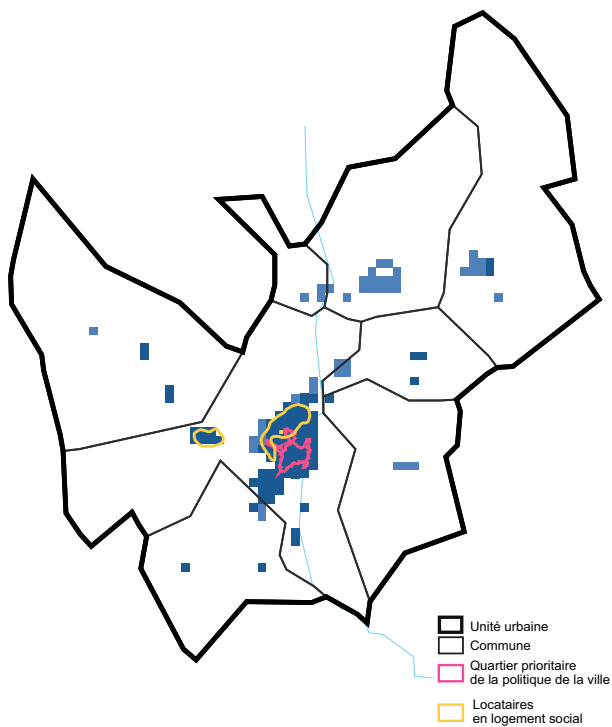 Unité urbaine
Commune
Quartier prioritaire
de la politique de la ville
Locataires
en logement social